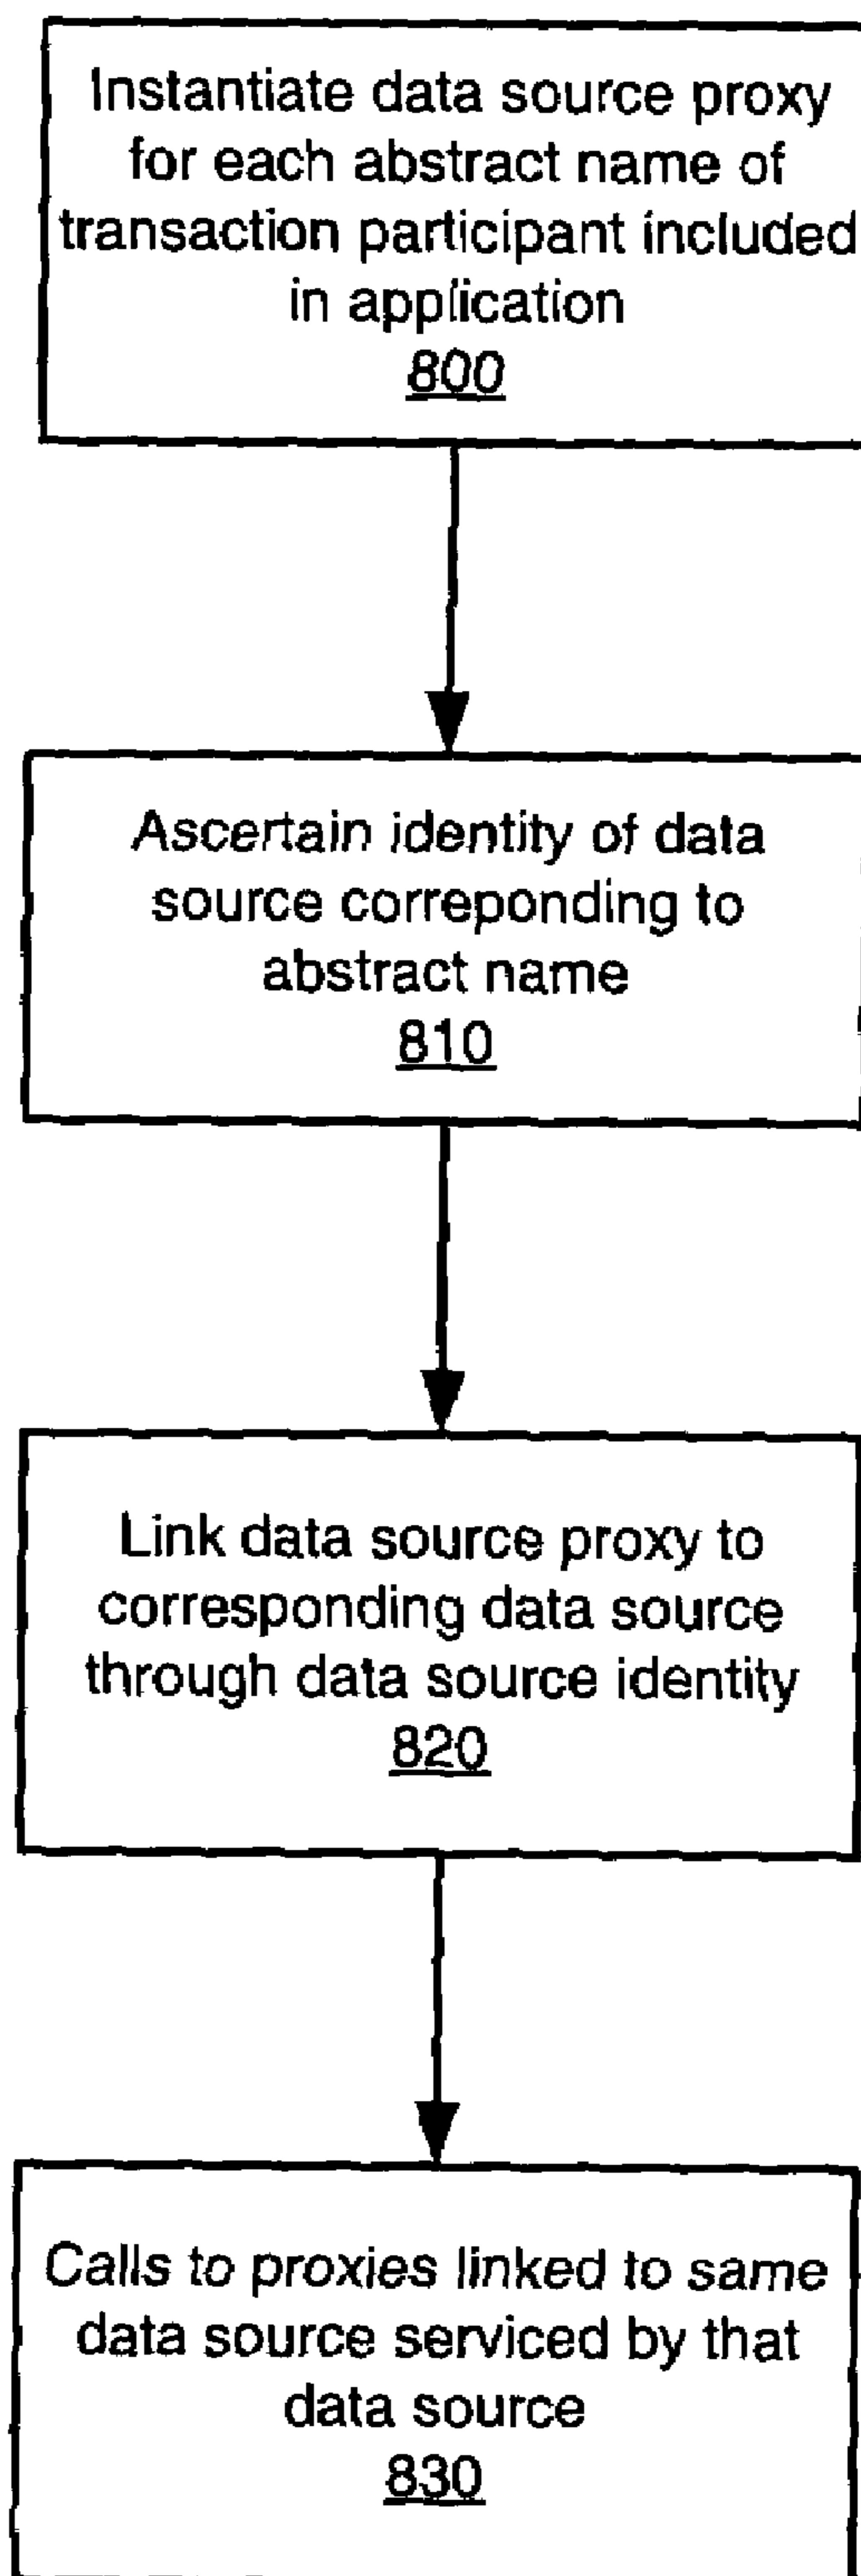 Instantiate data source proxy
for each abstract name of
transaction participant included
in application
800
Ascertain identity of data
source correponding to
abstract name
810
Link data source proxy to
corresponding data source
through data source identity
820
Calls to proxies linked to same
data source serviced by that
data source
830